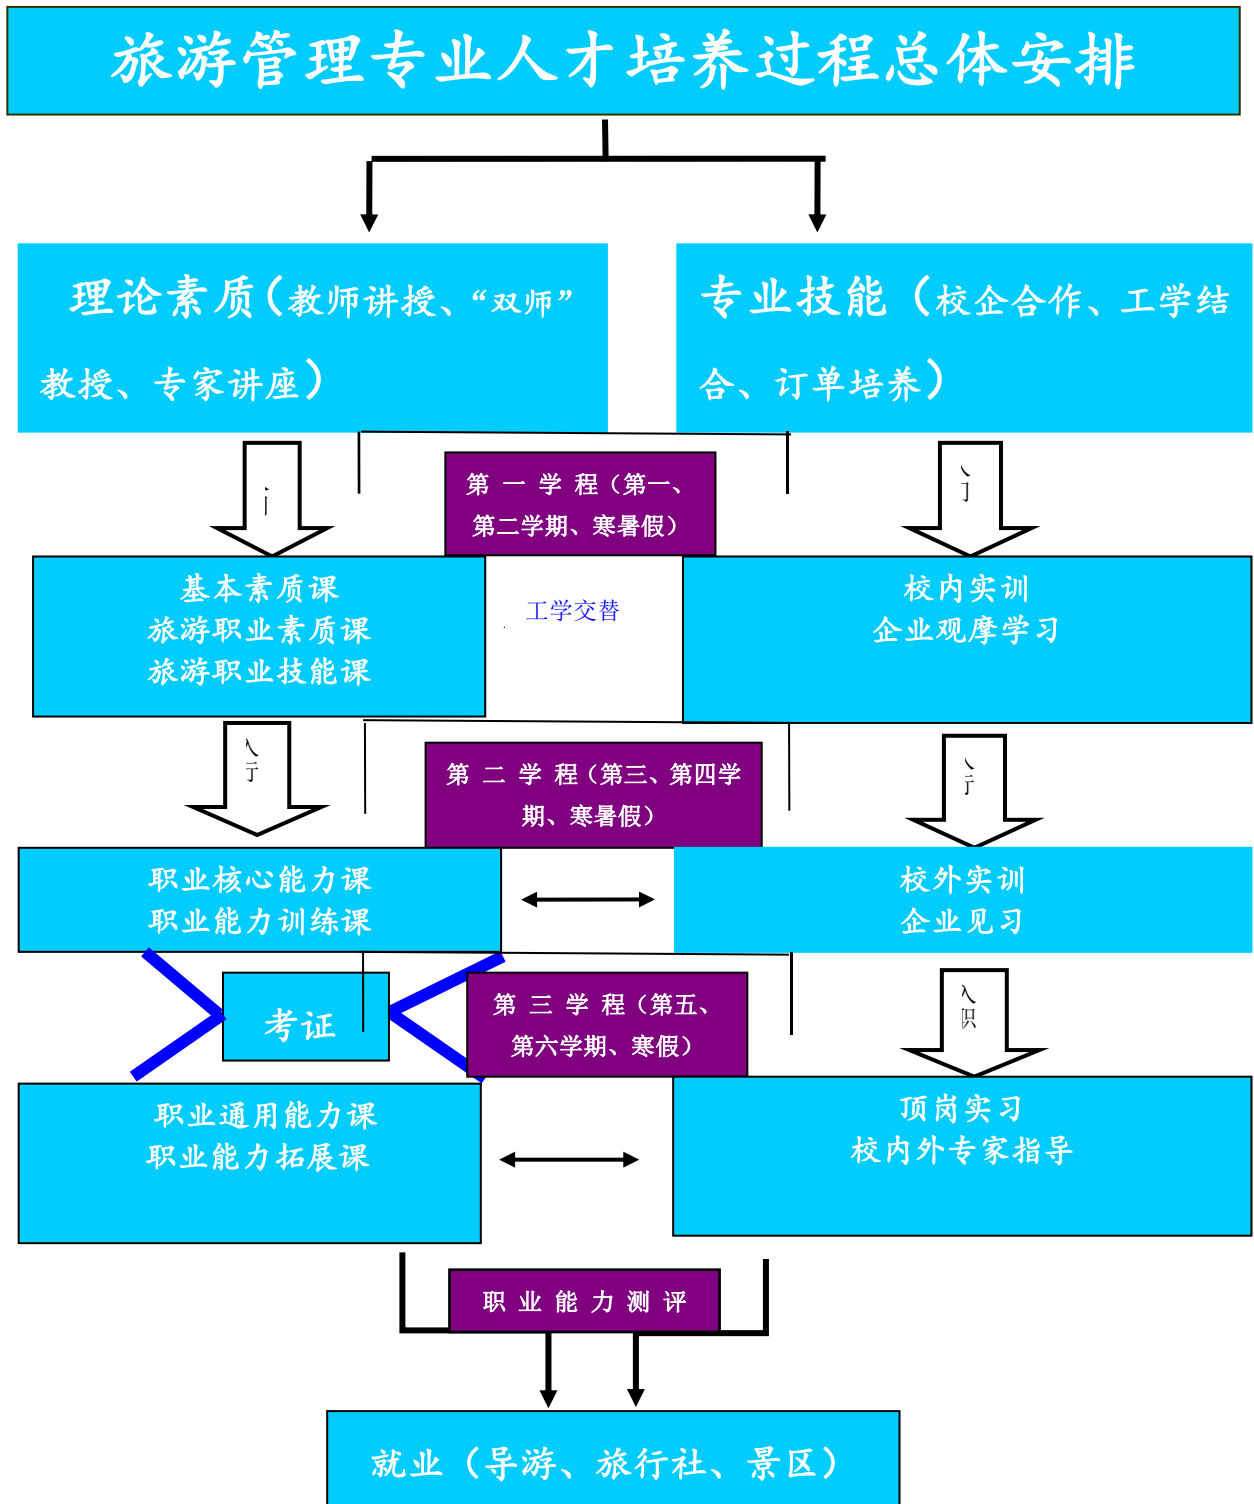 旅游管理专业人才培养过程总体安排
理论素质(教师讲授、“双师”
教授、专家讲座)
专业技能（校企合作、工学结
合、订单培养）
第 一 学 程（第一、
第二学期、寒暑假）
基本素质课
旅游职业素质课
旅游职业技能课
工学交替
校内实训
企业观摩学习
入
行
第 二 学 程（第三、第四学
期、寒暑假）
入
行
职业核心能力课
职业能力训练课
校外实训
企业见习
考证
第 三 学 程（第五、
第六学期、寒假）
入
职
职业通用能力课
职业能力拓展课
顶岗实习
校内外专家指导
职 业 能 力 测 评
就业（导游、旅行社、景区）